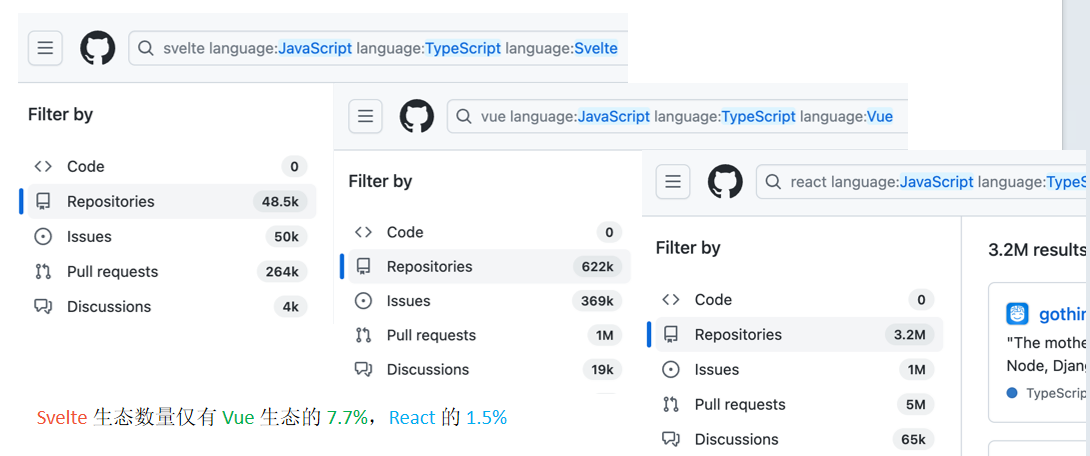 svelte language:JavaScript language:TypeScript language:Svelte
Filter by
Code 0
Repositories 48.5k
Issues 50k
Pull requests 264k
Discussions 4k
vue language:JavaScript language:TypeScript language:Vue
Filter by
Code 0
Repositories 622k
Issues 369k
Pull requests 1M
Discussions 19k
react language:JavaScript language:TypeS
Filter by
Code 0
Repositories 3.2M
Issues 1M
Pull requests 5M
Discussions 65k
3.2M results
gothin
"The mothe
Node, Djan
TypeScrip
Svelte 生态数量仅有 Vue 生态的 7.7%，React 的 1.5%